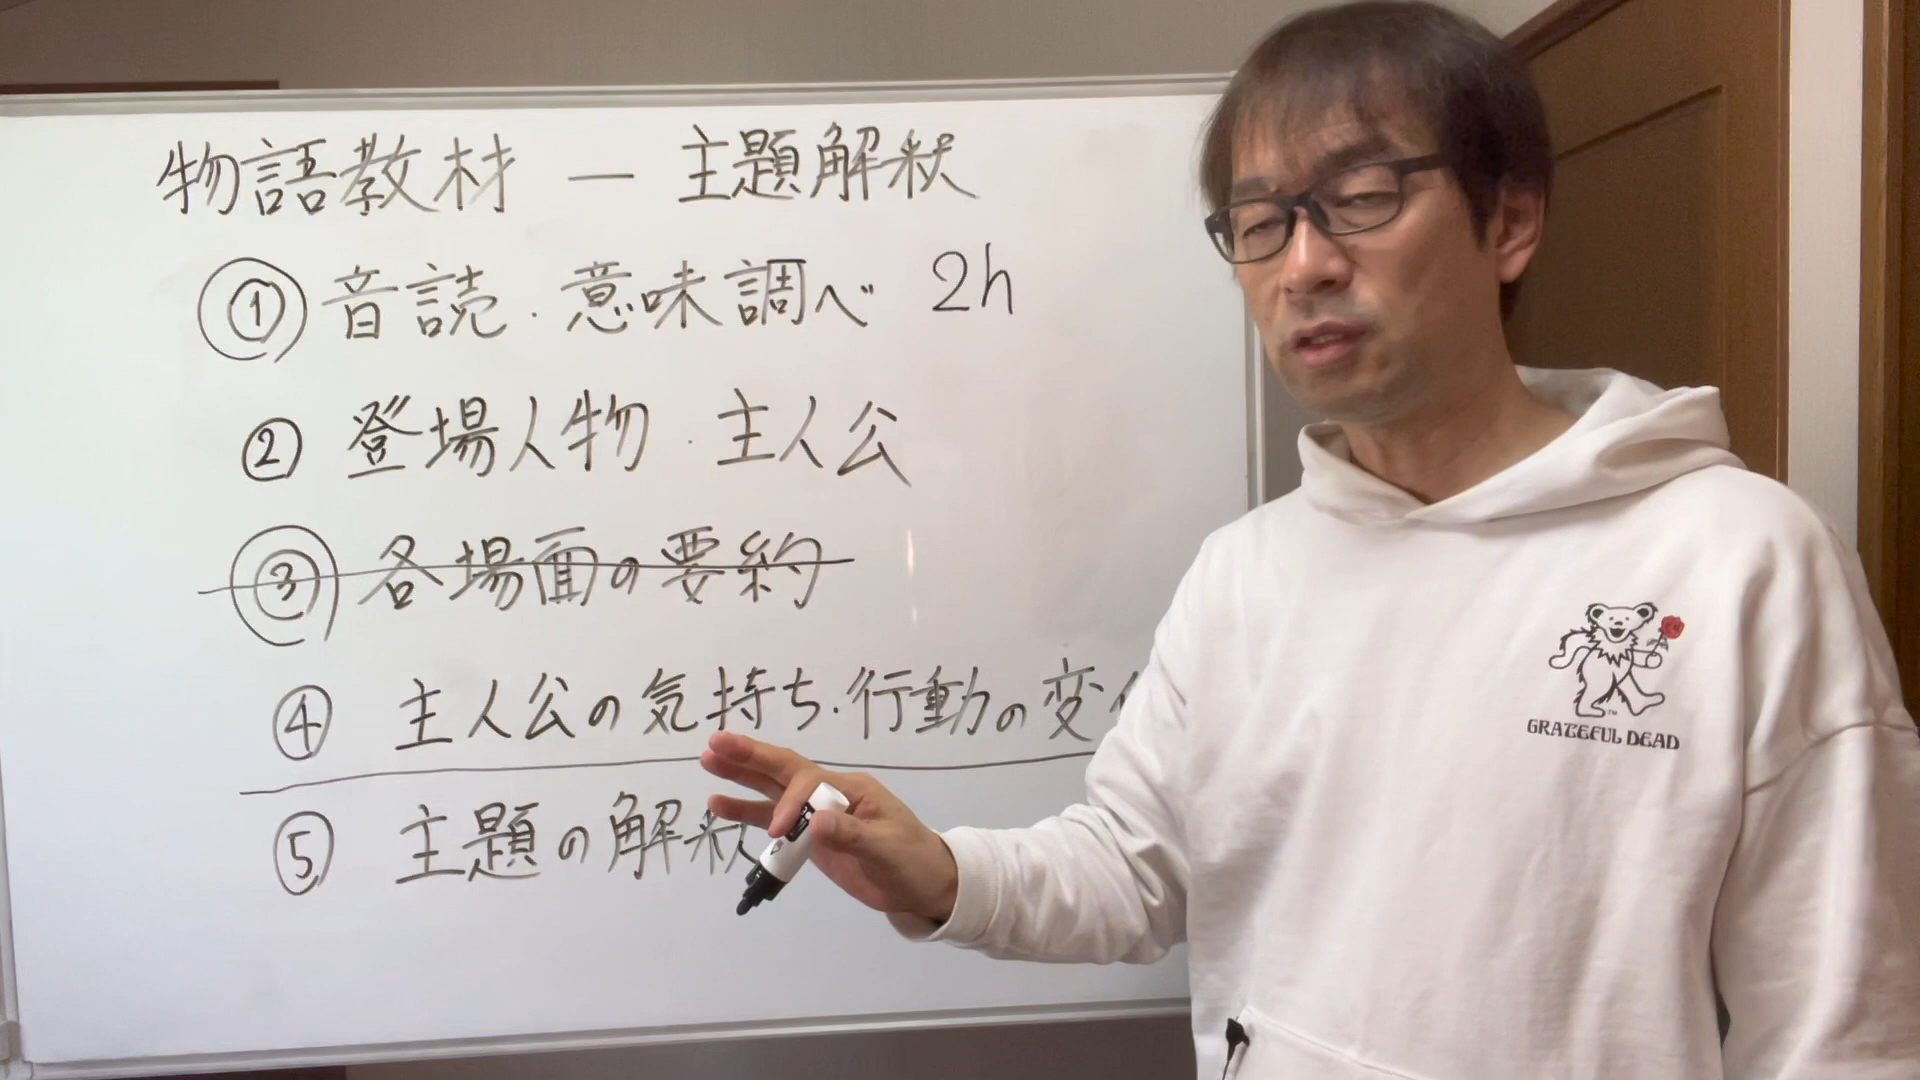 物語教材 — 主題解釈
① 音読・意味調べ 2h
② 登場人物・主人公
③ 各場面の要約
④ 主人公の気持ち・行動の変
⑤ 主題の解釈
GRATEFUL DEAD